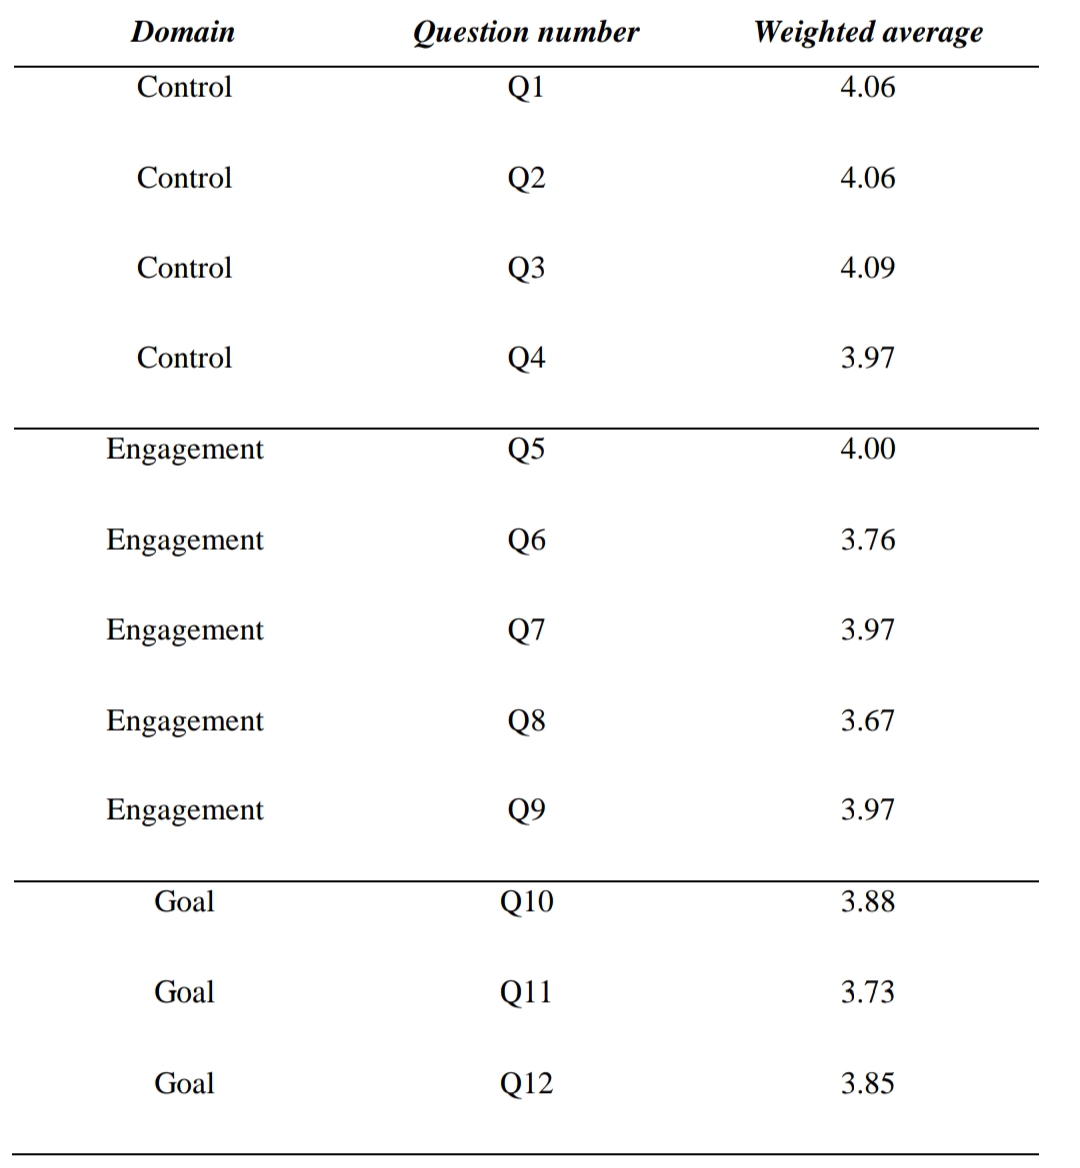 Domain Question number Weighted average
Control Q1 4.06
Control Q2 4.06
Control Q3 4.09
Control Q4 3.97
Engagement Q5 4.00
Engagement Q6 3.76
Engagement Q7 3.97
Engagement Q8 3.67
Engagement Q9 3.97
Goal Q10 3.88
Goal Q11 3.73
Goal Q12 3.85